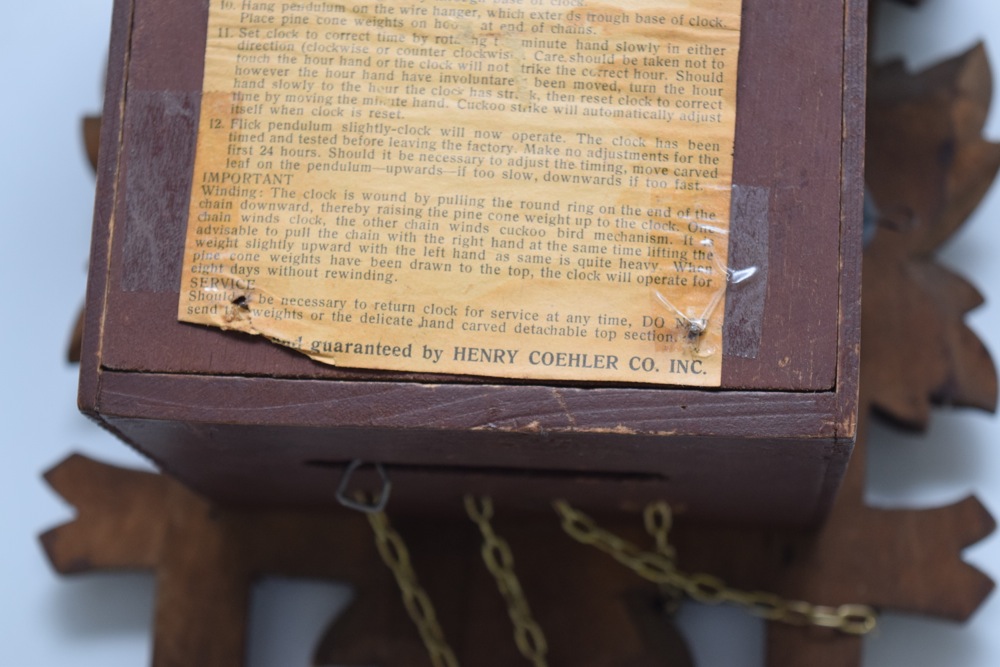 through base of clock.
10. Hang pendulum on the wire hanger, which extends trough base of clock.
Place pine cone weights on at end of chains.
11. Set clock to correct time by minute hand slowly in either
direction (clockwise or counter Care should be taken not to
touch the hour hand or the clock will not trike the correct hour. Should
however the hour hand have involuntare been moved, turn the hour
hand slowly to the hour the clock has then reset clock to correct
time by moving the minute hand. Cuckoo strike will automatically adjust
itself when clock is reset.
12. Flick pendulum slightly-clock will now operate. The clock has been
timed and tested before leaving the factory. Make no adjustments for the
first 24 hours. Should it be necessary to adjust the timing, move carved
leaf on the pendulum—upwards—if too slow, downwards if too fast.
IMPORTANT
Winding: The clock is wound by pulling the round ring on the end of the
chain downward, thereby raising the pine cone weight up to the clock. One
chain winds clock, the other chain winds cuckoo bird mechanism. It is
advisable to pull the chain with the right hand at the same time lifting the
weight slightly upward with the left hand as same is quite heavy. When
pine cone weights have been drawn to the top, the clock will operate for
eight days without rewinding.
SERVICE
Should be necessary to return clock for service at any time, DO
send weights or the delicate hand carved detachable top section.
guaranteed by HENRY COEHLER CO. INC.